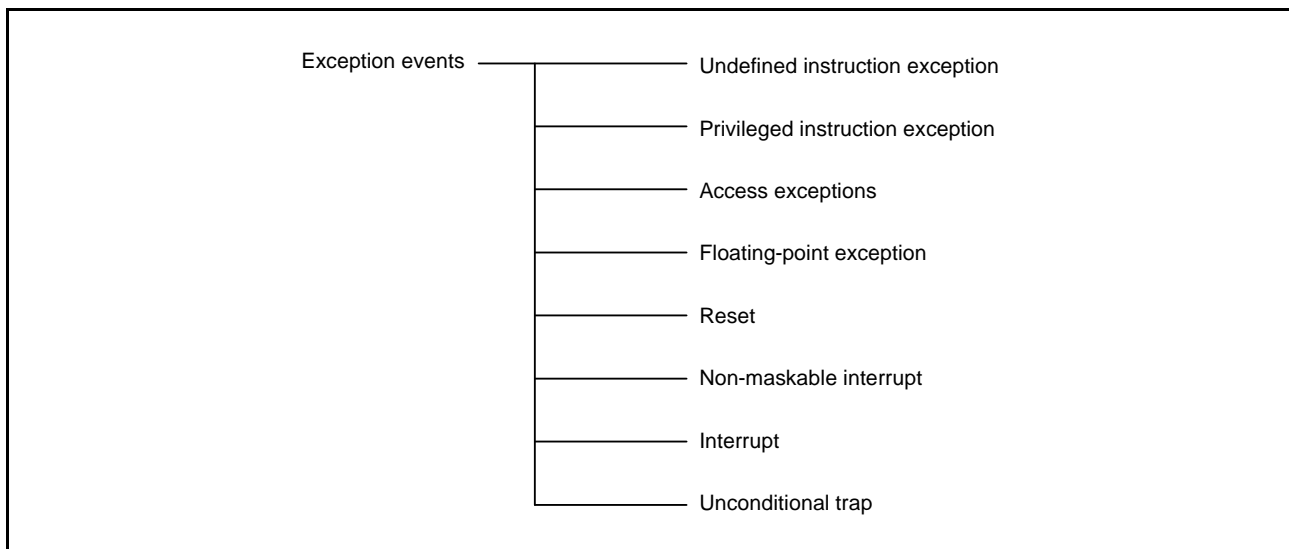 Exception events
Undefined instruction exception
Privileged instruction exception
Access exceptions
Floating-point exception
Reset
Non-maskable interrupt
Interrupt
Unconditional trap